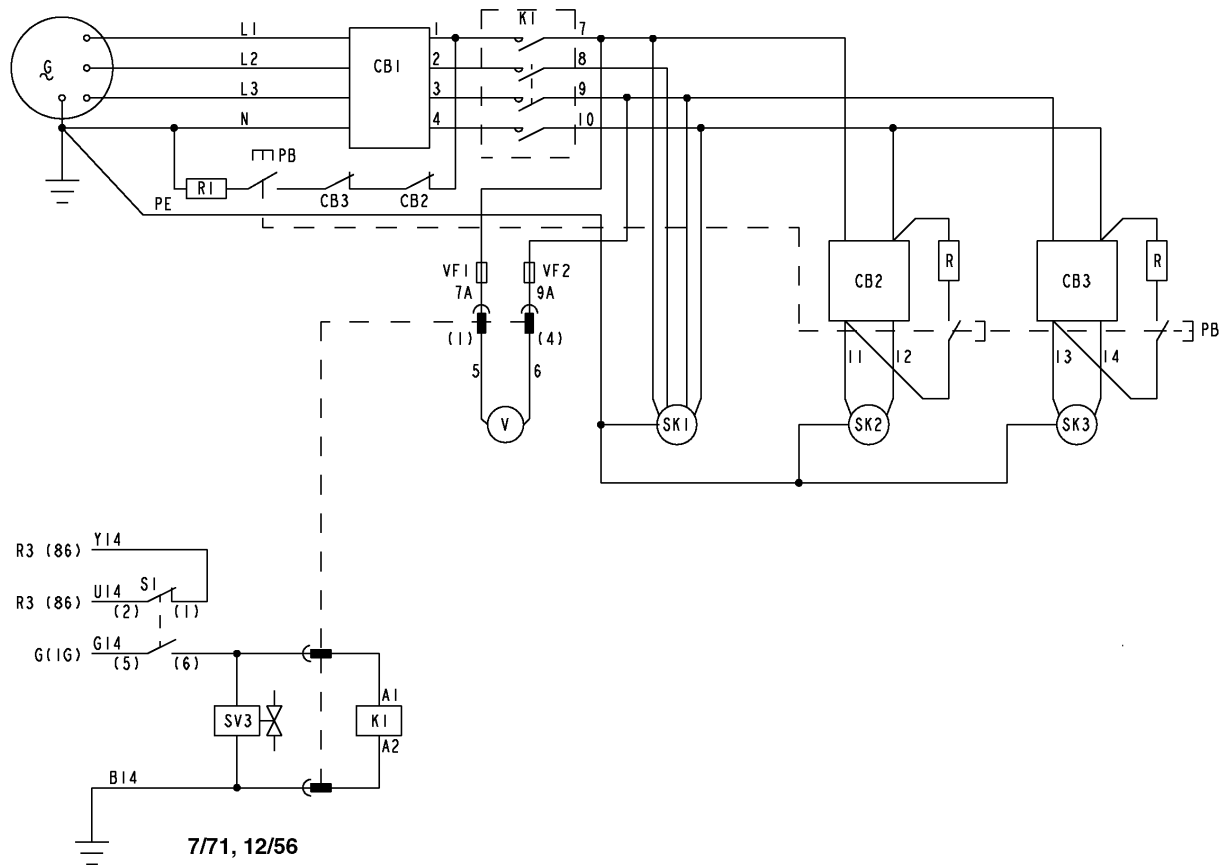 K1
L1 1 7
G L2 CB1 2 8
L3 3 9
N 4 10
PB
R1
CB3 CB2
PE
VF1 VF2 CB2 R CB3 R
7A 9A
(1) (4) PB
5 6 11 12 13 14
V SK1 SK2 SK3
R3 (86) Y14
R3 (86) U14 S1
(2) (1)
G(1G) G14
(5) (6)
A1
SV3 K1
A2
B14
7/71, 12/56